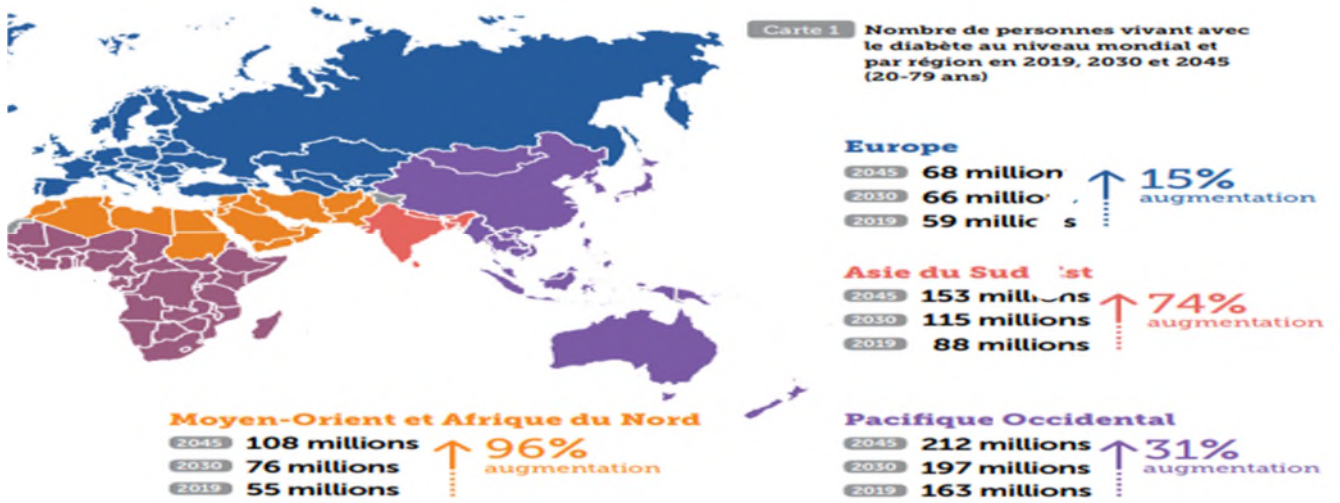 Carte 1 Nombre de personnes vivant avec
le diabète au niveau mondial et
par région en 2019, 2030 et 2045
(20-79 ans)
Europe
2045 68 million
2030 66 millio
2019 59 millic s
15%
augmentation
Asie du Sud st
2045 153 millions
2030 115 millions
2019 88 millions
74%
augmentation
Moyen-Orient et Afrique du Nord
2045 108 millions
2030 76 millions
2019 55 millions
96%
augmentation
Pacifique Occidental
2045 212 millions
2030 197 millions
2019 163 millions
31%
augmentation